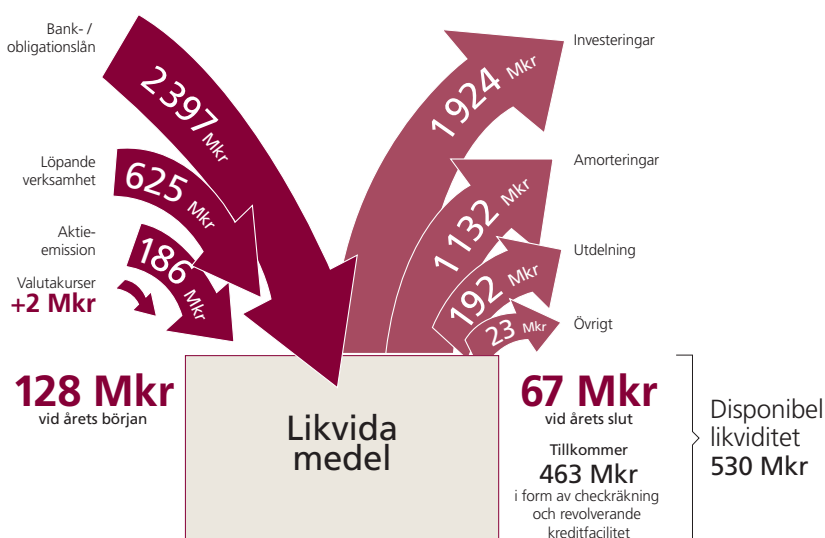 Bank- /
obligationslån
2397 Mkr
Löpande
verksamhet
625 Mkr
Aktie-
emission
186 Mkr
Valutakurser
+2 Mkr
Investeringar
1924 Mkr
Amorteringar
1132 Mkr
Utdelning
192 Mkr
Övrigt
23 Mkr
128 Mkr
vid årets början
Likvida
medel
67 Mkr
vid årets slut
Tillkommer
463 Mkr
i form av checkräkning
och revolverande
kreditfacilitet
Disponibel
likviditet
530 Mkr